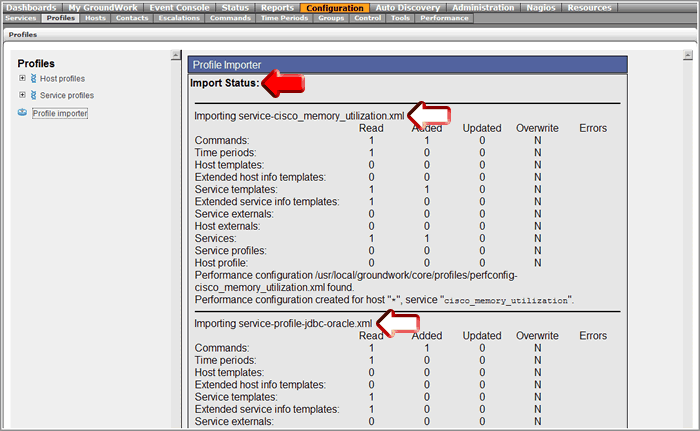 Dashboards My GroundWork Event Console Status Reports Configuration Auto Discovery Administration Nagios Resources
Services Profiles Hosts Contacts Escalations Commands Time Periods Groups Control Tools Performance
Profiles
Profiles
Host profiles
Service profiles
Profile importer
Profile Importer
Import Status:
Importing service-cisco_memory_utilization.xml
Read Added Updated Overwrite Errors
Commands: 1 1 0 N
Time periods: 1 0 0 N
Host templates: 0 0 0 N
Extended host info templates: 0 0 0 N
Service templates: 1 1 0 N
Extended service info templates: 1 0 0 N
Service externals: 0 0 0 N
Host externals: 0 0 0 N
Services: 1 1 0 N
Service profiles: 0 0 0 N
Host profile: 0 0 0 N
Performance configuration /usr/local/groundwork/core/profiles/perfconfig-
cisco_memory_utilization.xml found.
Performance configuration created for host "*", service "cisco_memory_utilization".
Importing service-profile-jdbc-oracle.xml
Read Added Updated Overwrite Errors
Commands: 1 1 0 N
Time periods: 1 0 0 N
Host templates: 0 0 0 N
Extended host info templates: 0 0 0 N
Service templates: 1 0 0 N
Extended service info templates: 1 0 0 N
Service externals: 0 0 0 N